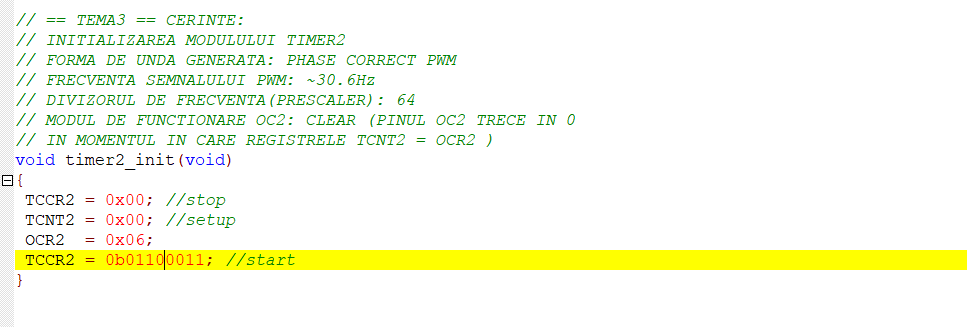 // == TEMA3 == CERINTE:
// INITIALIZAREA MODULULUI TIMER2
// FORMA DE UNDA GENERATA: PHASE CORRECT PWM
// FRECVENTA SEMNALULUI PWM: ~30.6Hz
// DIVIZORUL DE FRECVENTA(PRESCALER): 64
// MODUL DE FUNCTIONARE OC2: CLEAR (PINUL OC2 TRECE IN 0
// IN MOMENTUL IN CARE REGISTRELE TCNT2 = OCR2 )
void timer2_init(void)
{
TCCR2 = 0x00; //stop
TCNT2 = 0x00; //setup
OCR2  = 0x06;
TCCR2 = 0b01100011; //start
}